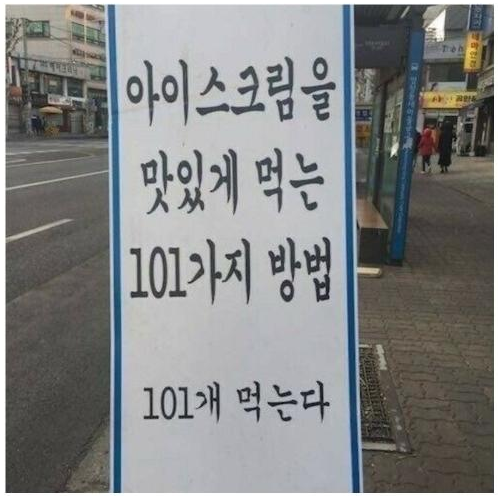 아이스크림을
맛있게 먹는
101가지 방법
101개 먹는다